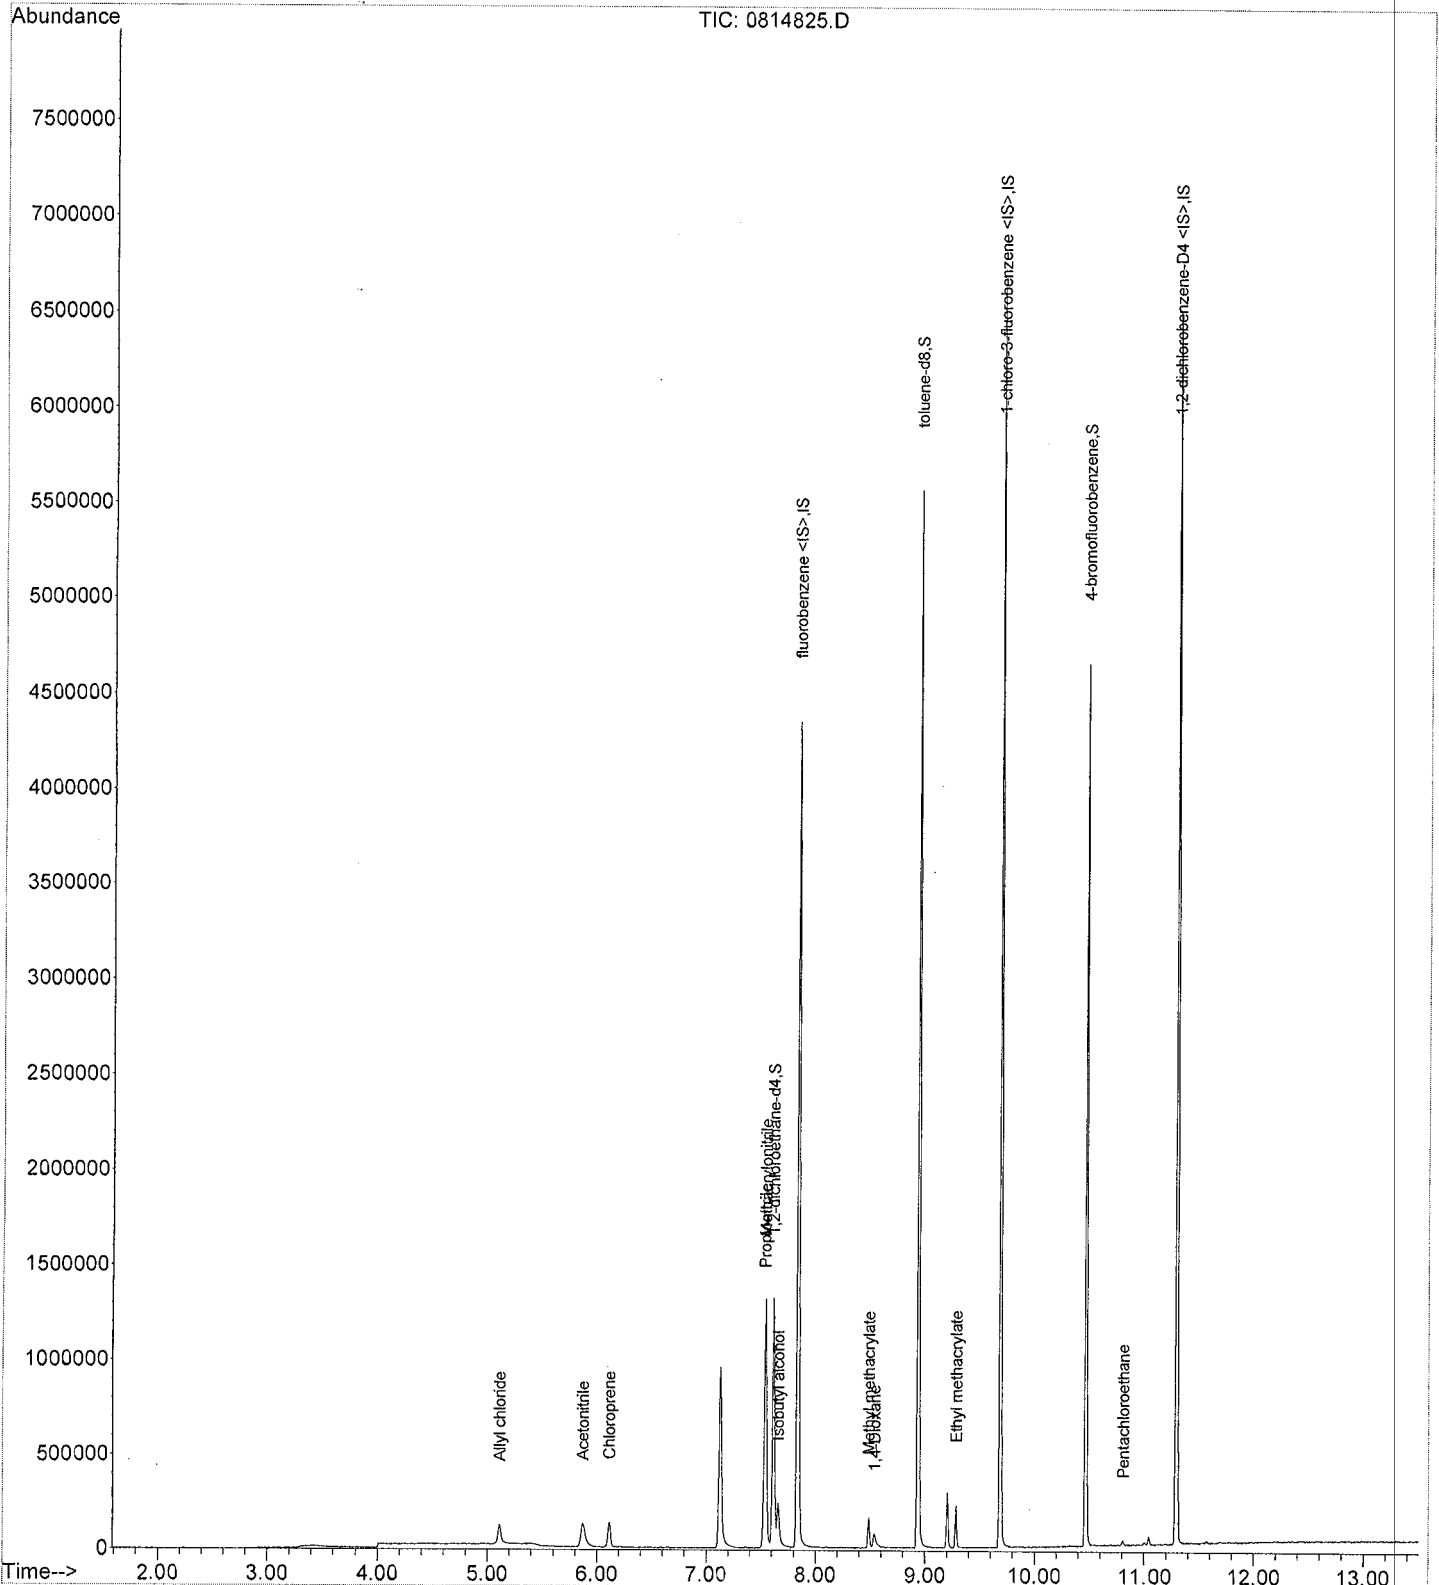 Abundance
TIC: 0814825.D
7500000
7000000
6500000
6000000
5500000
5000000
4500000
4000000
3500000
3000000
2500000
2000000
1500000
1000000
500000
0
Allyl chloride
Acetonitrile
Chloroprene
1,2-dichloroethane-d4,S
Isobutyl alcohol
fluorobenzene <IS>,IS
Methyl methacrylate
1,4-Dioxane
toluene-d8,S
Ethyl methacrylate
1-chloro-3-fluorobenzene <IS>,IS
4-bromofluorobenzene,S
Pentachloroethane
1,2-dichlorobenzene-D4 <IS>,IS
Time--> 2.00 3.00 4.00 5.00 6.00 7.00 8.00 9.00 10.00 11.00 12.00 13.00